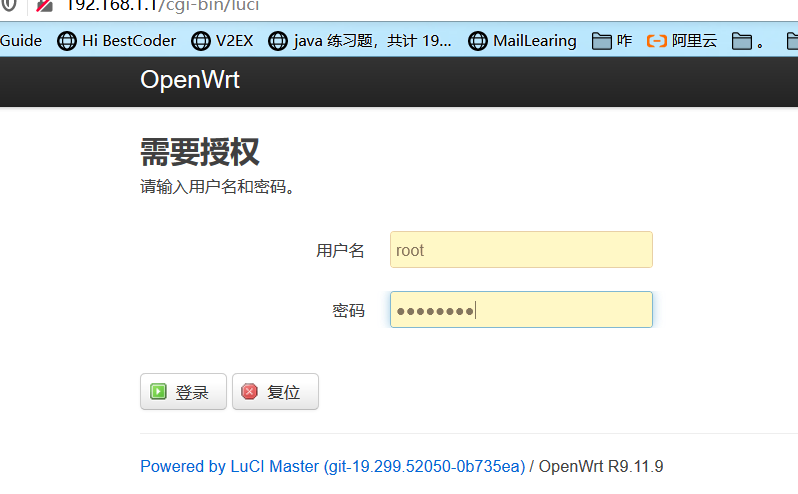 192.168.1.1/cgi-bin/luci
Guide Hi BestCoder V2EX java 练习题，共计 19... MailLearing 咋 阿里云 。
OpenWrt
需要授权
请输入用户名和密码。
用户名 root
密码 ●●●●●●●●
登录 复位
Powered by LuCI Master (git-19.299.52050-0b735ea) / OpenWrt R9.11.9